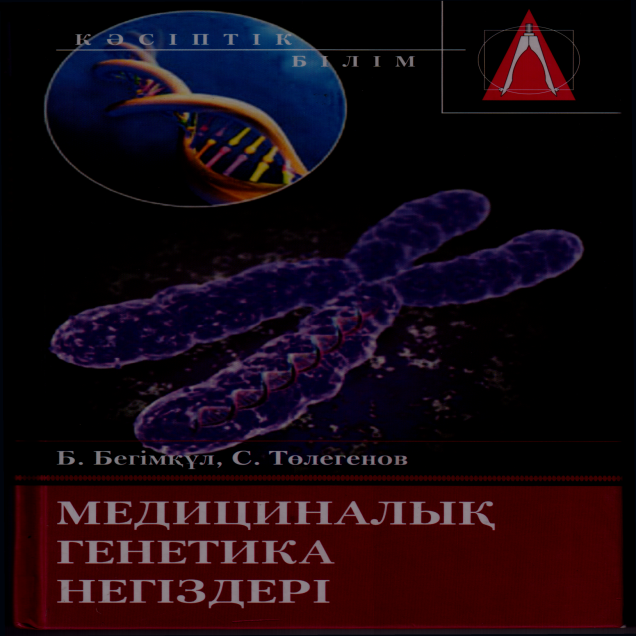 КӘСІПТІК
БІЛІМ
Б. Бегімқұл, С. Төлегенов
МЕДИЦИНАЛЫҚ
ГЕНЕТИКА
НЕГІЗДЕРІ